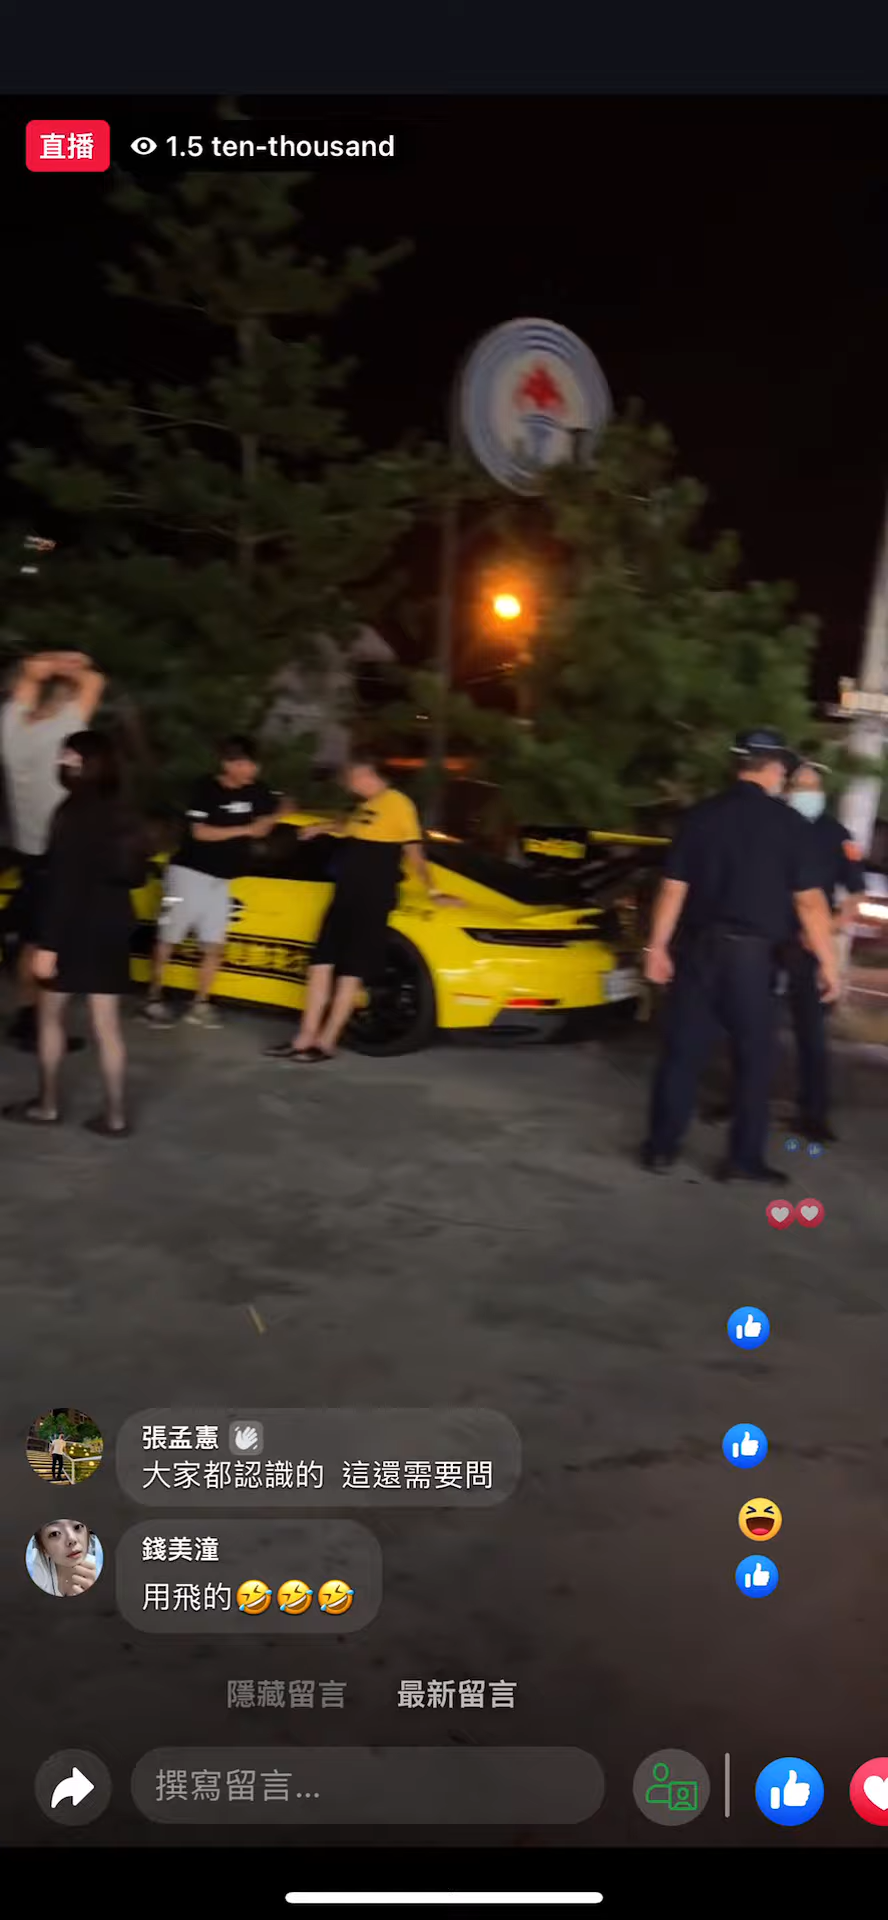 直播
1.5 ten-thousand
張孟憲
大家都認識的 這還需要問
錢美潼
用飛的🤣🤣🤣
隱藏留言
最新留言
撰寫留言...